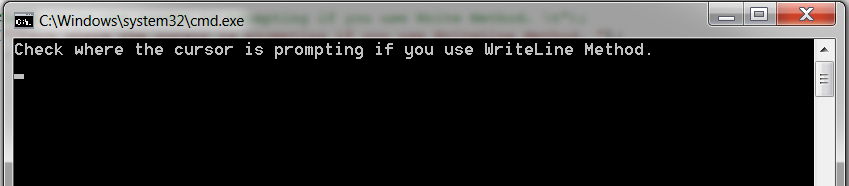 C:\Windows\system32\cmd.exe
Check where the cursor is prompting if you use WriteLine Method.